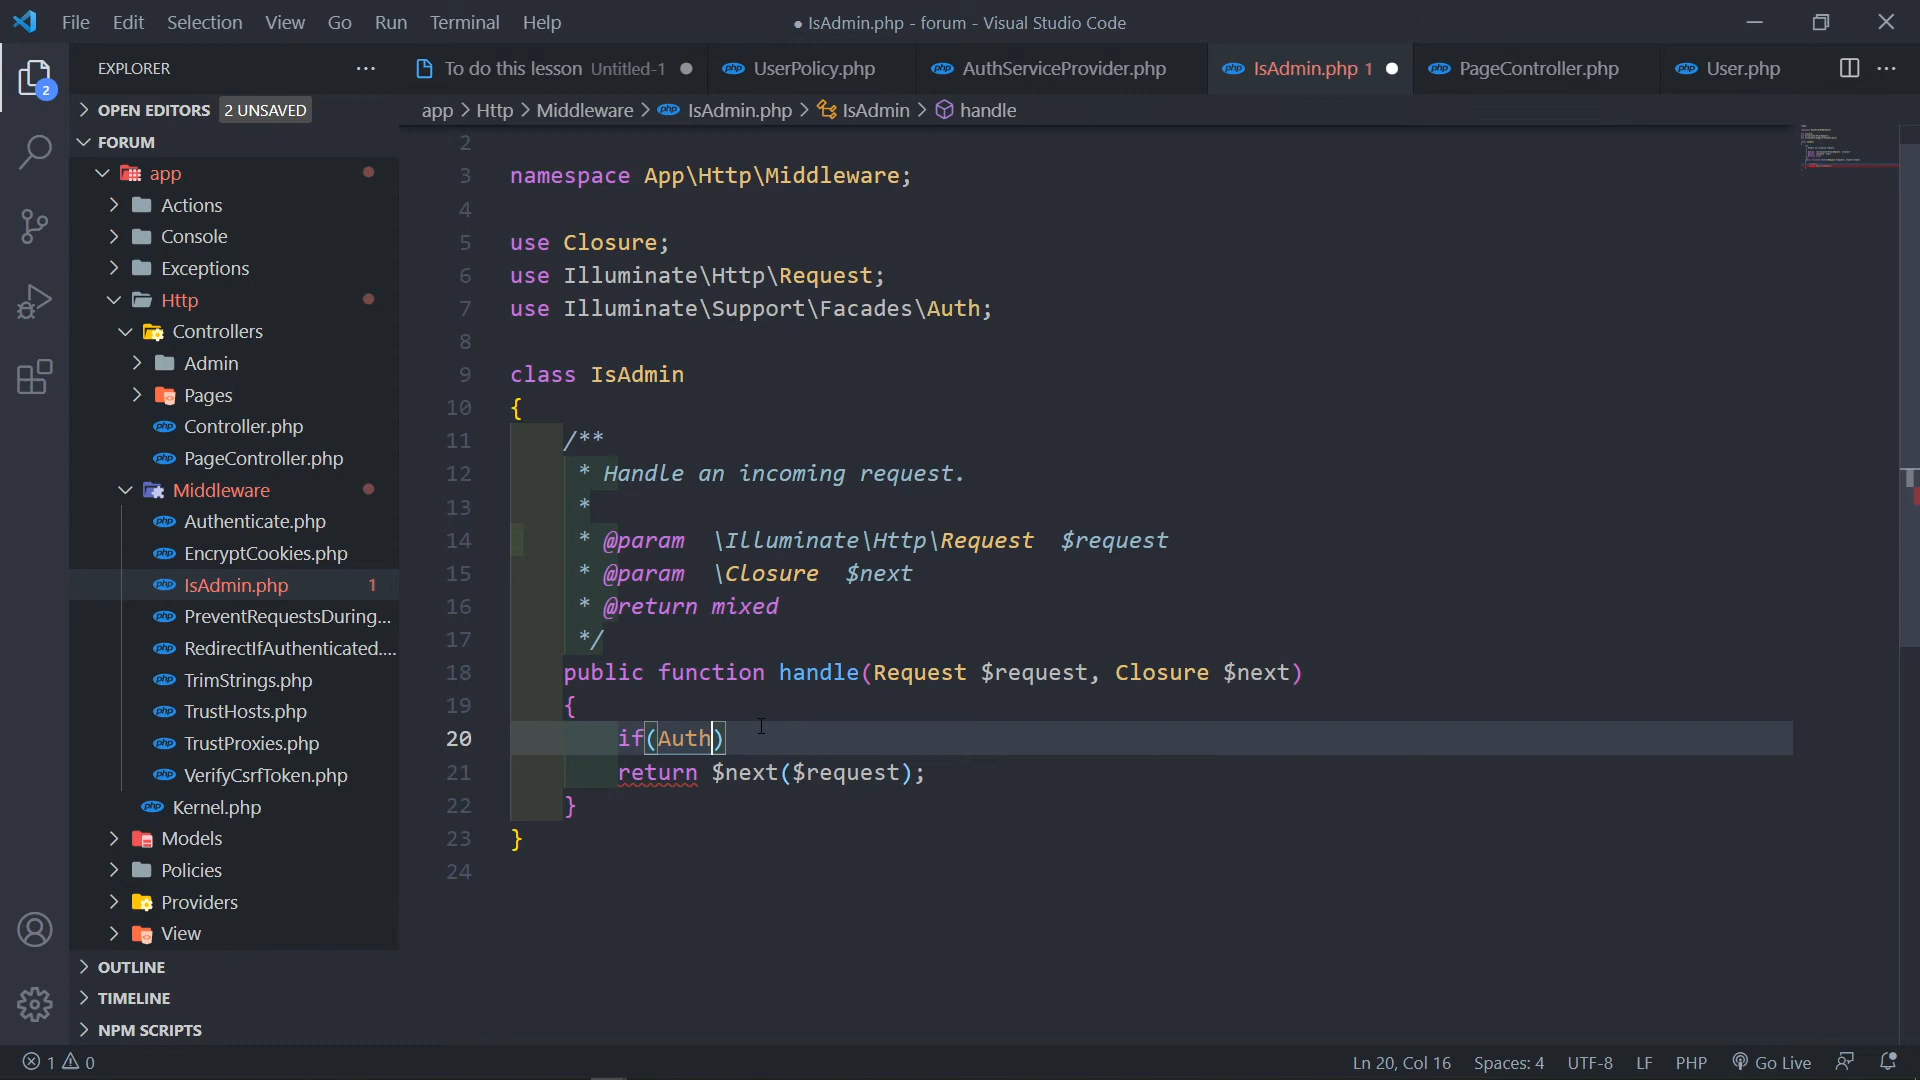 File Edit Selection View Go Run Terminal Help
● IsAdmin.php - forum - Visual Studio Code
EXPLORER
To do this lesson Untitled-1
UserPolicy.php
AuthServiceProvider.php
IsAdmin.php 1
PageController.php
User.php
2
OPEN EDITORS 2 UNSAVED
app > Http > Middleware > IsAdmin.php > IsAdmin > handle
FORUM
app
Actions
Console
Exceptions
Http
Controllers
Admin
Pages
Controller.php
PageController.php
Middleware
Authenticate.php
EncryptCookies.php
IsAdmin.php 1
PreventRequestsDuring...
RedirectIfAuthenticated....
TrimStrings.php
TrustHosts.php
TrustProxies.php
VerifyCsrfToken.php
Kernel.php
Models
Policies
Providers
View
OUTLINE
TIMELINE
NPM SCRIPTS
2
3 namespace App\Http\Middleware;
4
5 use Closure;
6 use Illuminate\Http\Request;
7 use Illuminate\Support\Facades\Auth;
8
9 class IsAdmin
10 {
11 /**
12 * Handle an incoming request.
13 *
14 * @param \Illuminate\Http\Request $request
15 * @param \Closure $next
16 * @return mixed
17 */
18 public function handle(Request $request, Closure $next)
19 {
20 if(Auth)
21 return $next($request);
22 }
23 }
24
1 0
Ln 20, Col 16 Spaces: 4 UTF-8 LF PHP Go Live